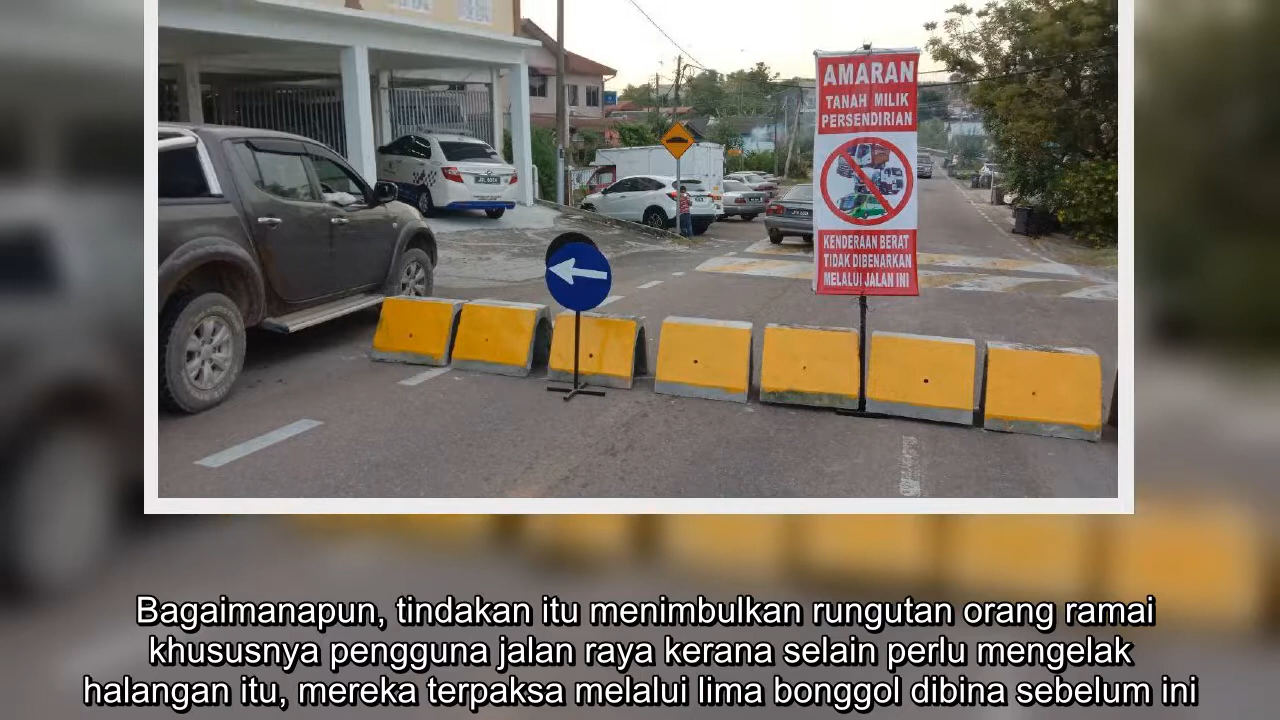 AMARAN
TANAH MILIK
PERSENDIRIAN
KENDERAAN BERAT
TIDAK DIBENARKAN
MELALUI JALAN INI
Bagaimanapun, tindakan itu menimbulkan rungutan orang ramai
khususnya pengguna jalan raya kerana selain perlu mengelak
halangan itu, mereka terpaksa melalui lima bonggol dibina sebelum ini